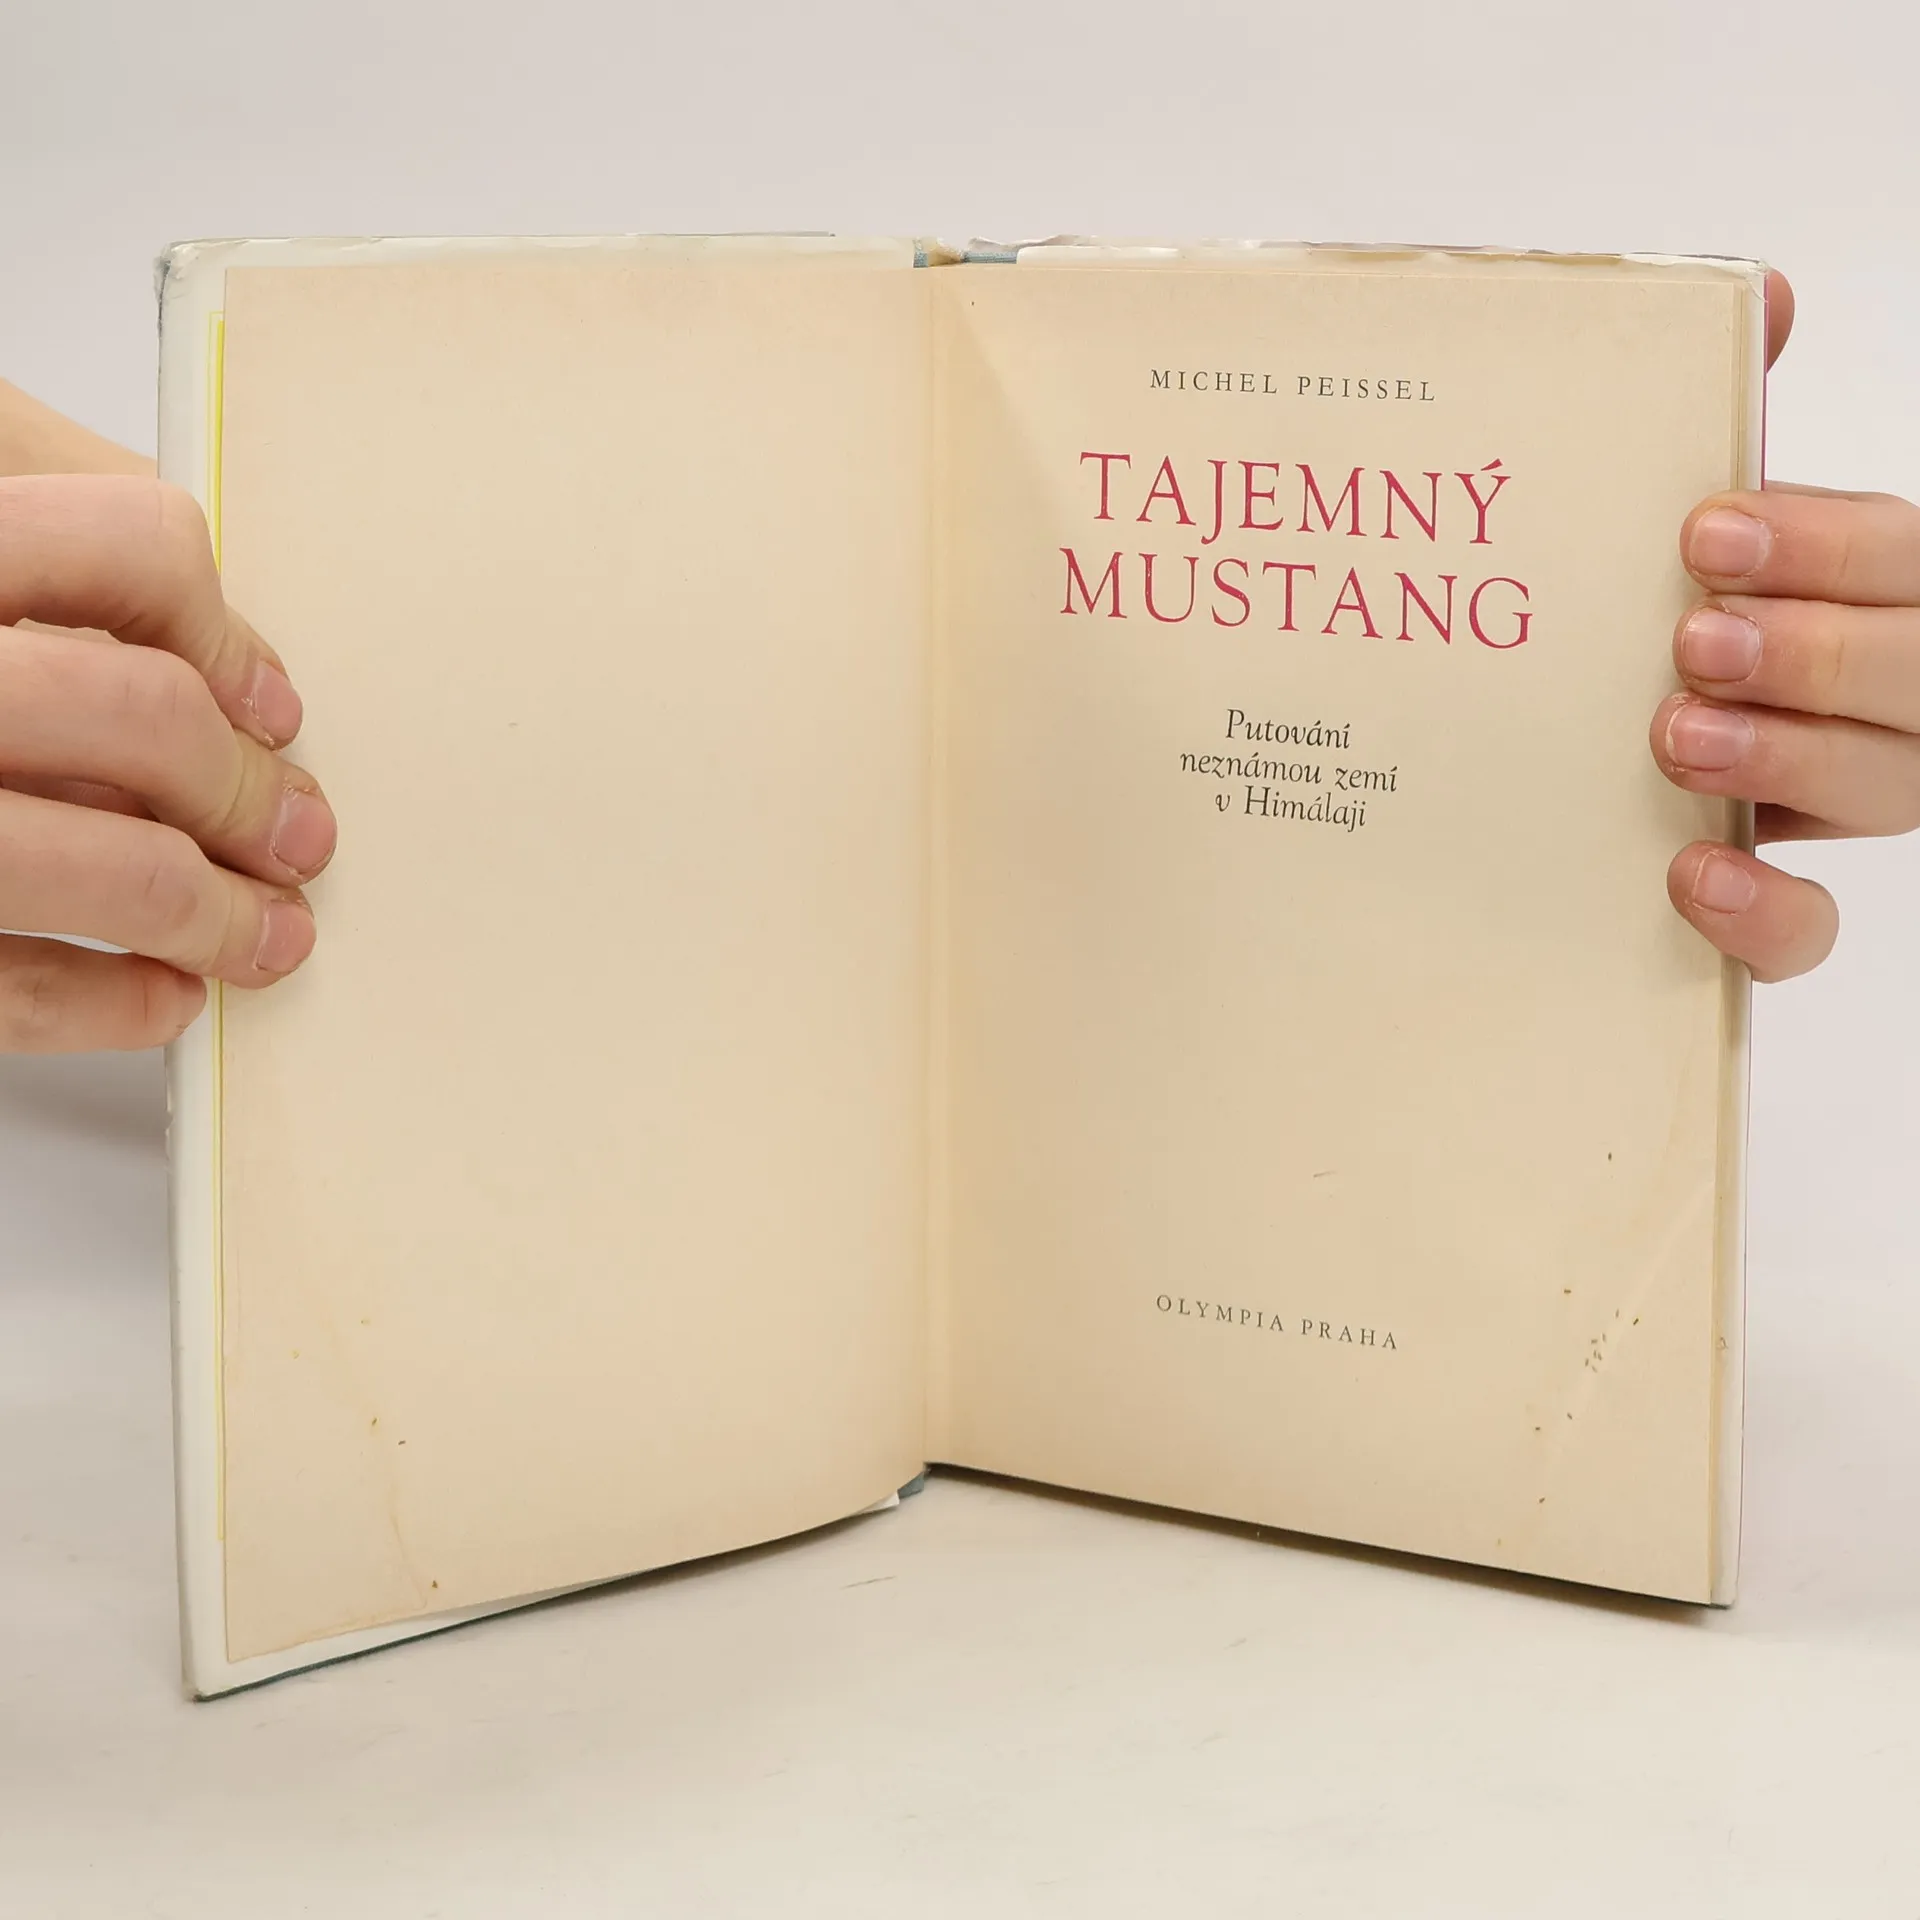 MICHEL PEISSEL
TAJEMNÝ
MUSTANG
Putování
neznámou zemí
v Himálaji
OLYMPIA PRAHA